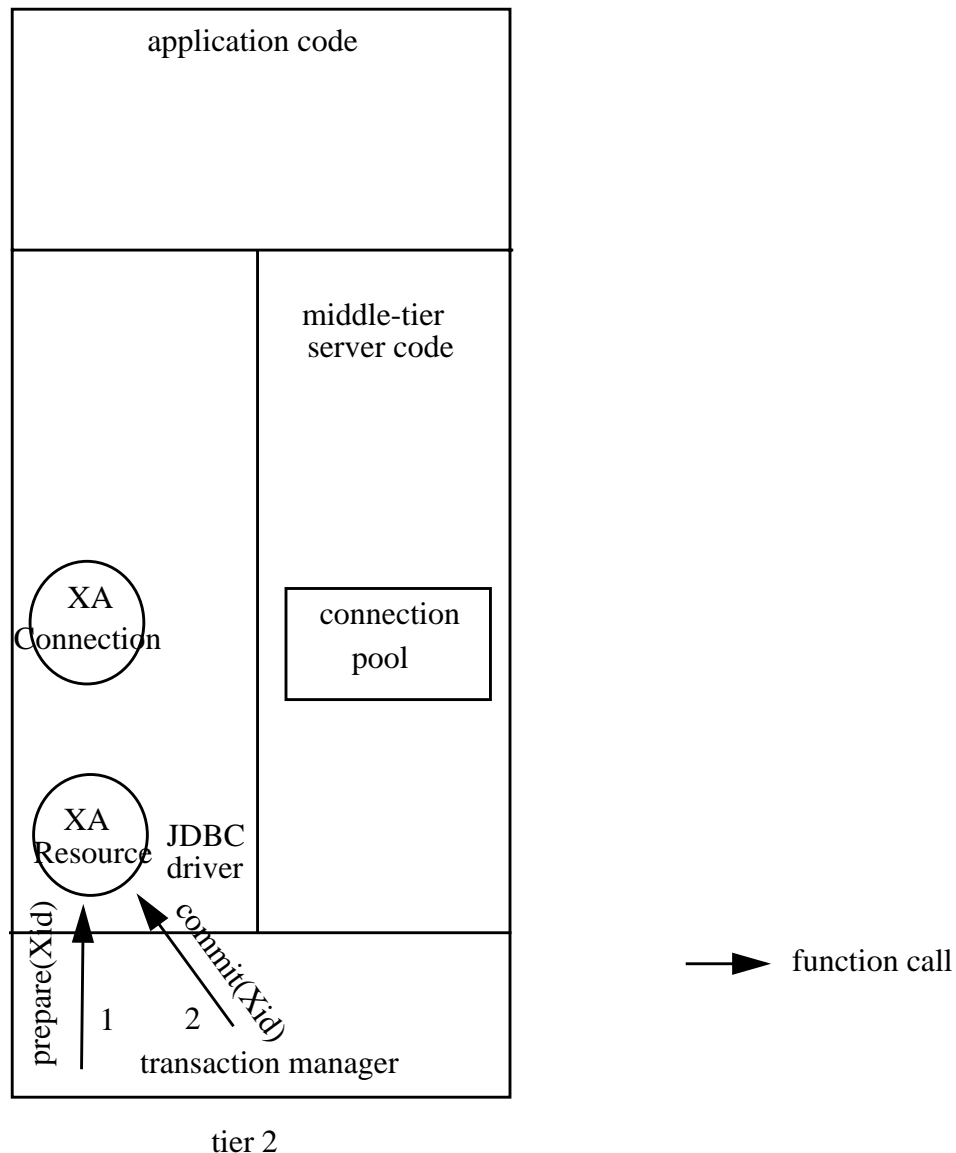 application code
middle-tier
server code
XA
Connection
connection
pool
XA
Resource
JDBC
driver
prepare(Xid)
1
2
commit(Xid)
transaction manager
function call
tier 2